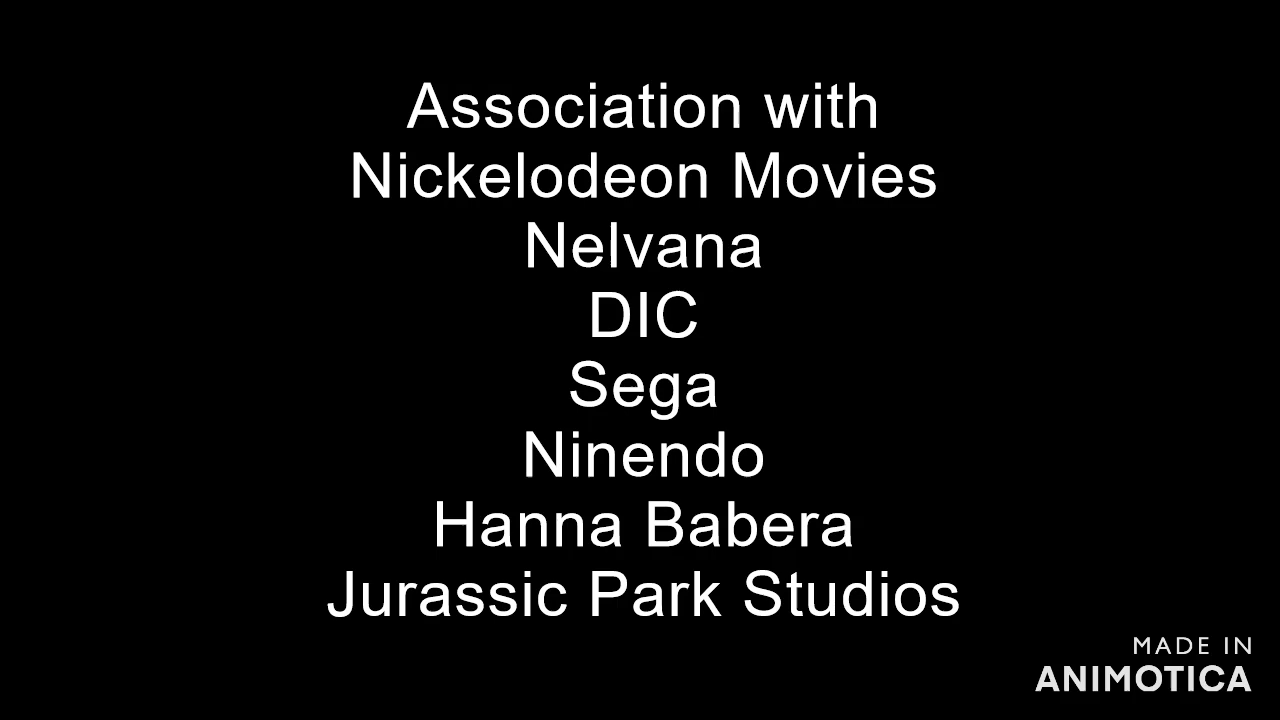 Association with
Nickelodeon Movies
Nelvana
DIC
Sega
Ninendo
Hanna Babera
Jurassic Park Studios
MADE IN
ANIMOTICA